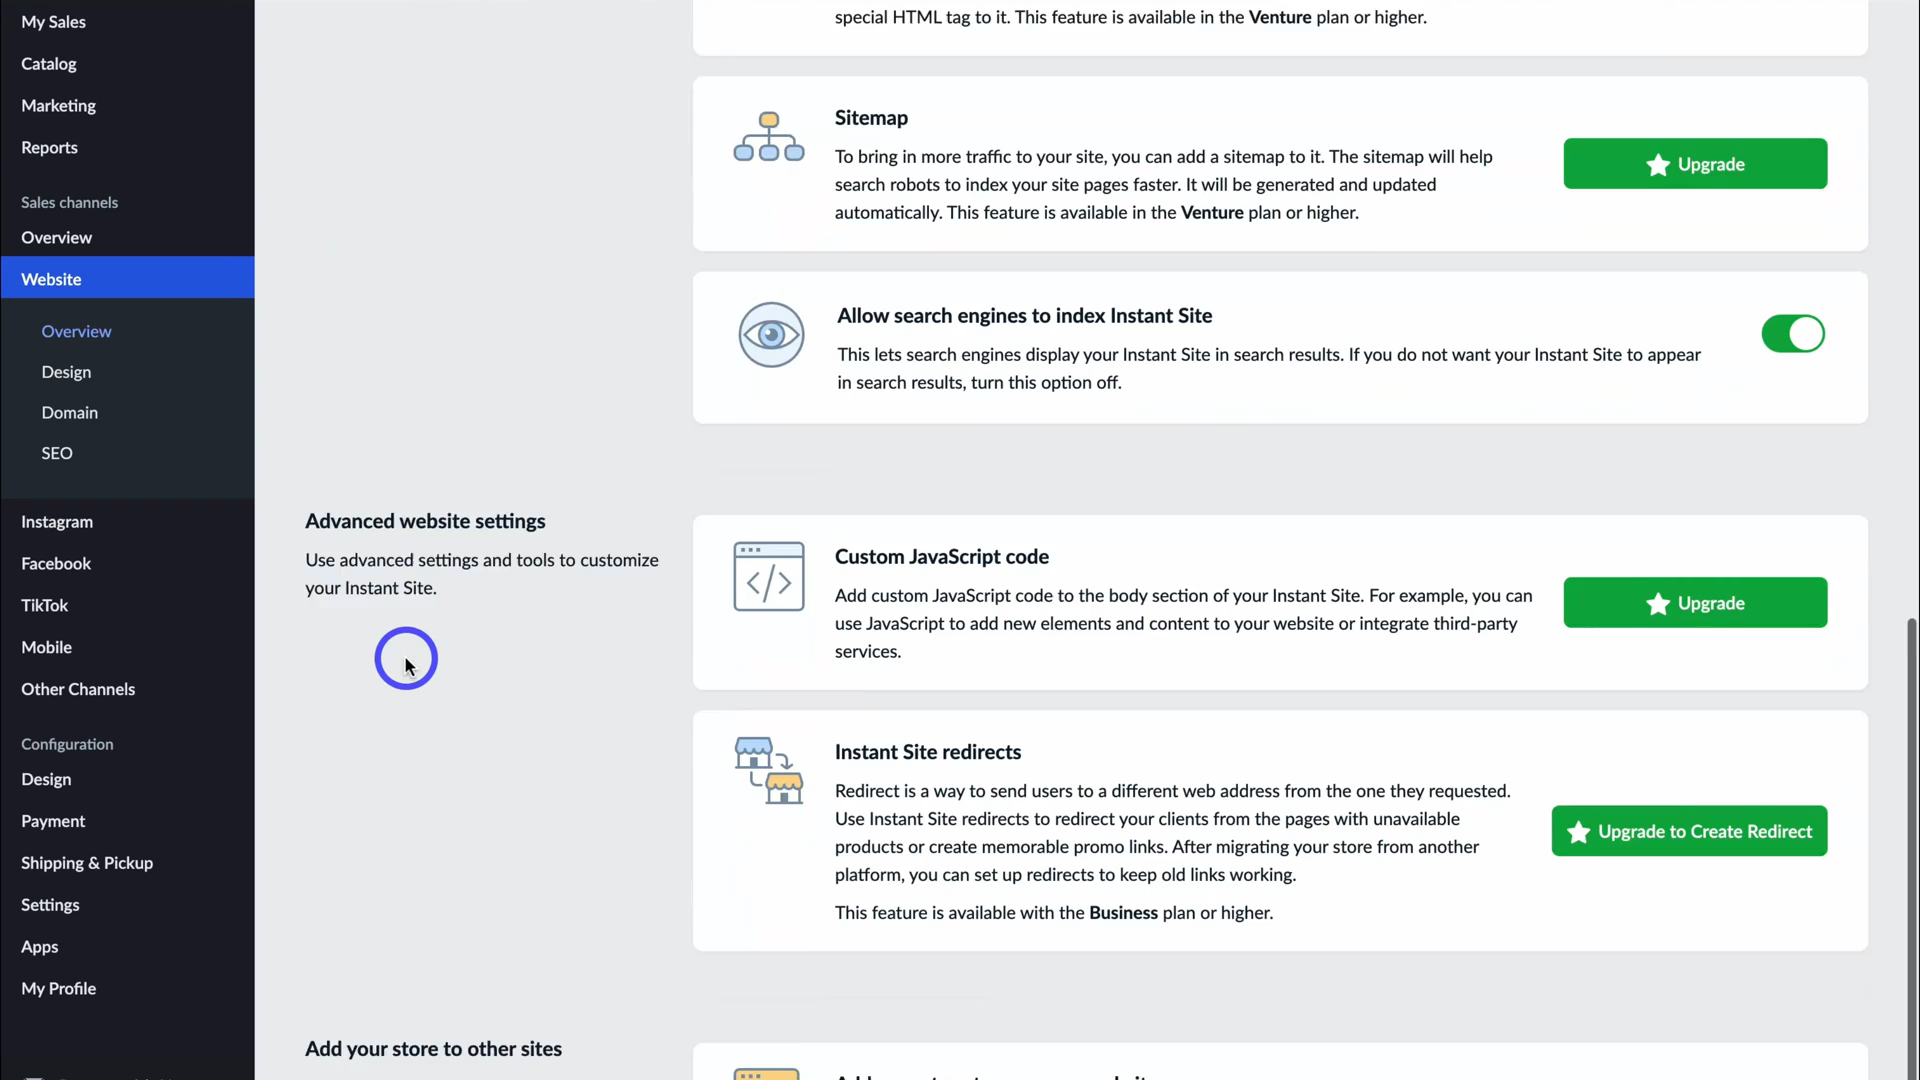 My Sales
Catalog
Marketing
Reports
Sales channels
Overview
Website
Overview
Design
Domain
SEO
Instagram
Facebook
TikTok
Mobile
Other Channels
Configuration
Design
Payment
Shipping & Pickup
Settings
Apps
My Profile
special HTML tag to it. This feature is available in the Venture plan or higher.
Sitemap
To bring in more traffic to your site, you can add a sitemap to it. The sitemap will help
search robots to index your site pages faster. It will be generated and updated
automatically. This feature is available in the Venture plan or higher.
Upgrade
Allow search engines to index Instant Site
This lets search engines display your Instant Site in search results. If you do not want your Instant Site to appear
in search results, turn this option off.
Advanced website settings
Use advanced settings and tools to customize
your Instant Site.
Custom JavaScript code
Add custom JavaScript code to the body section of your Instant Site. For example, you can
use JavaScript to add new elements and content to your website or integrate third-party
services.
Upgrade
Instant Site redirects
Redirect is a way to send users to a different web address from the one they requested.
Use Instant Site redirects to redirect your clients from the pages with unavailable
products or create memorable promo links. After migrating your store from another
platform, you can set up redirects to keep old links working.
This feature is available with the Business plan or higher.
Upgrade to Create Redirect
Add your store to other sites